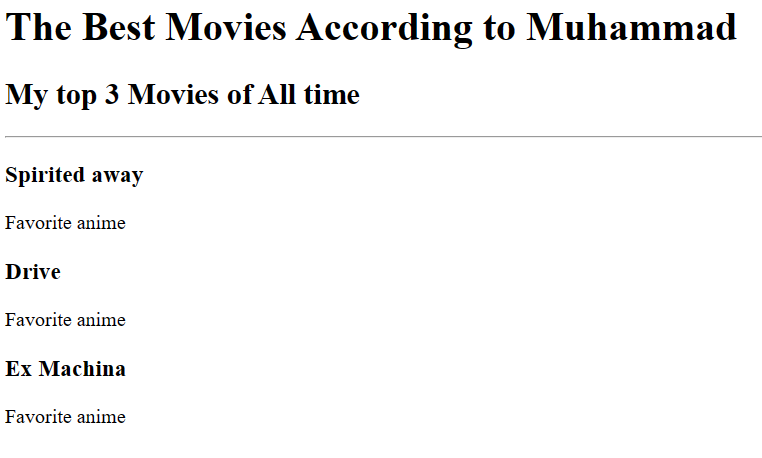 The Best Movies According to Muhammad
My top 3 Movies of All time
Spirited away
Favorite anime
Drive
Favorite anime
Ex Machina
Favorite anime